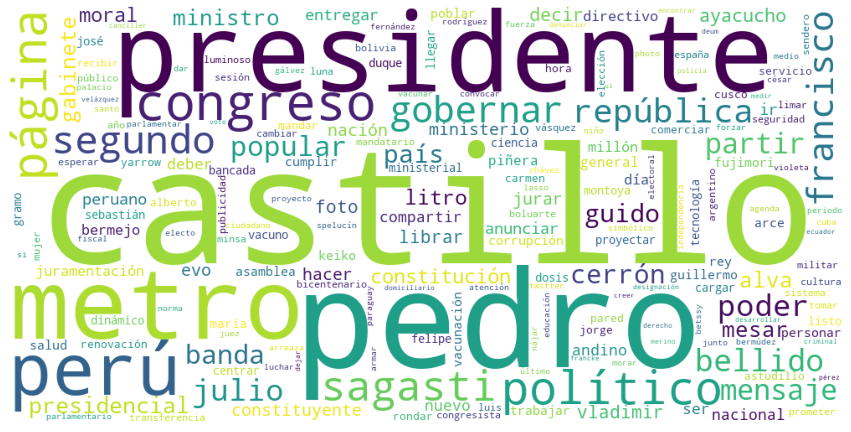 moral
ministro
entregar
fernández
poblar
rodriguez
fuerza
decir
directivo
encontrar
ayacucho
canciller
josé
gabinete
luminoso
bolivia
duque
llegar
denunciar
deum
sendero
presidente
página
recibir
dar
sesión
gálvez
luna
hora
photo
españa
medio
servicio
césar
policía
francisco
público
palacio
congreso
vacunar
convocar
elección
gobernar
república
ir
cusco
medir
limar
seguridad
velázquez
santo
voto
parlamentar
año
cambiar
mandar
nación
mandatario
ministerio
vásquez
niño
comerciar
forzar
segundo
popular
país
ciencia
millón
partir
esperar
yarrow
deber
cumplir
ministerial
piñera
general
fujimori
violeta
bancada
carmen
chávez
lasso
montoya
día
electoral
castillo
gramo
peruano
alberto
publicidad
proyecto
foto
litro
jurar
guido
tecnología
argentino
sebastián
ciudadano
compartir
boluarte
independencia
agenda
periodo
bermejo
electo
spelucín
librar
anunciar
simbólico
proyectar
arce
cuba
ecuador
fiscal
minsa
vacuno
corrupción
si
mujer
keiko
evo
asamblea
hacer
constitución
dosis
cerrón
rey
guillermo
militar
cultura
juramentación
bicentenario
domiciliario
atencion
twitter
designación
cargar
alva
sistema
tomar
metro
pedro
norma
maría
juez
paraguay
vacunación
educación
creer
pared
poder
desarrollar
listo
dinámico
arreaza
felipe
jorge
derecho
betssy
mesar
personar
salud
renovación
luchar
dejar
armar
najar
francke
merino
junto
bermúdez
criminal
perú
banda
centrar
último
andino
morar
bellido
julio
sagasti
político
astudillo
pérez
mensaje
presidencial
constituyente
nuevo
luis
vladimir
ser
nacional
prometer
parlamentario
transferencia
rondar
congresista
trabajar